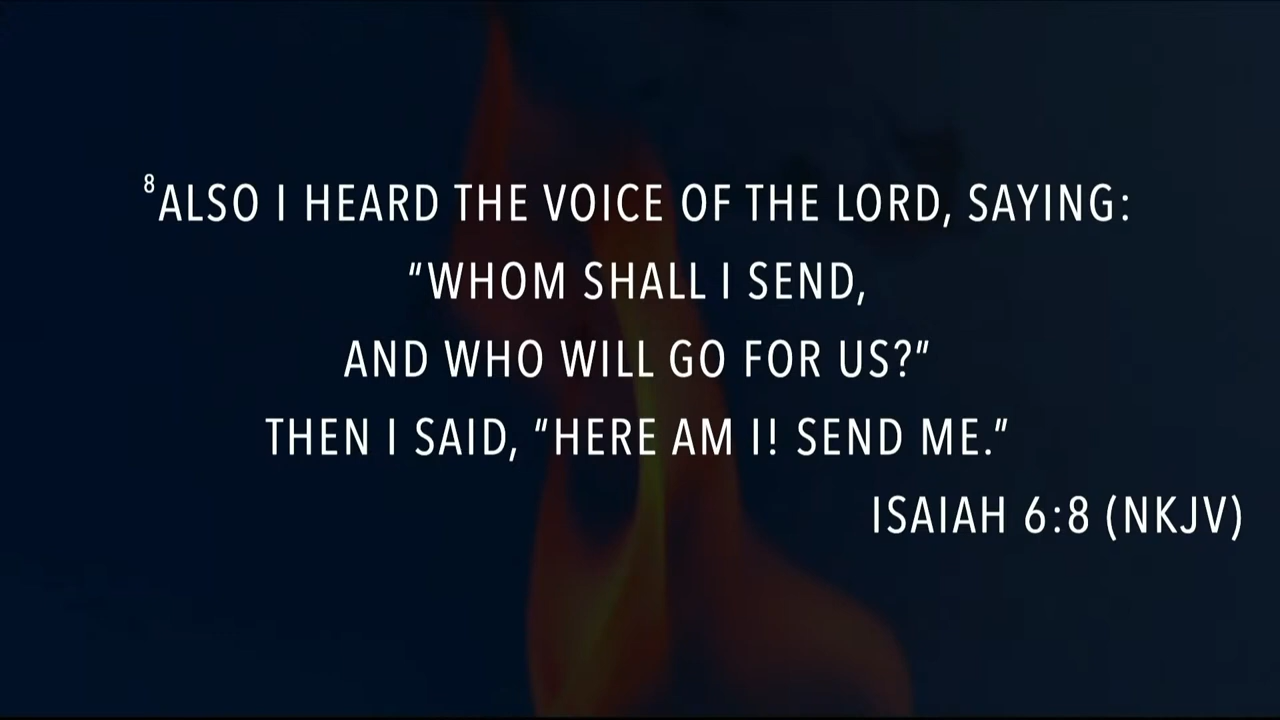 ⁸ALSO I HEARD THE VOICE OF THE LORD, SAYING:
“WHOM SHALL I SEND,
AND WHO WILL GO FOR US?”
THEN I SAID, “HERE AM I! SEND ME.”
ISAIAH 6:8 (NKJV)